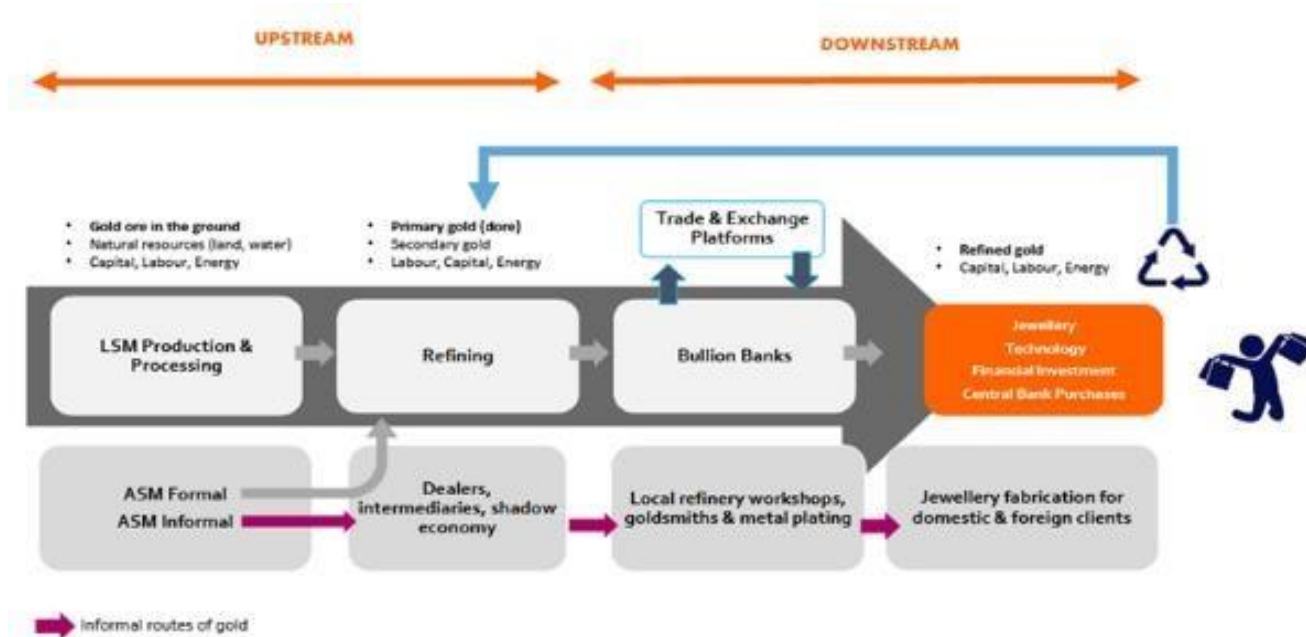 UPSTREAM
DOWNSTREAM
• Gold ore in the ground
• Natural resources (land, water)
• Capital, Labour, Energy
• Primary gold (dore)
• Secondary gold
• Labour, Capital, Energy
Trade & Exchange
Platforms
• Refined gold
• Capital, Labour, Energy
LSM Production &
Processing
Refining
Bullion Banks
Jewellery
Technology
Financial Investment
Central Bank Purchases
ASM Formal
ASM Informal
Dealers,
intermediaries, shadow
economy
Local refinery workshops,
goldsmiths & metal plating
Jewellery fabrication for
domestic & foreign clients
Informal routes of gold